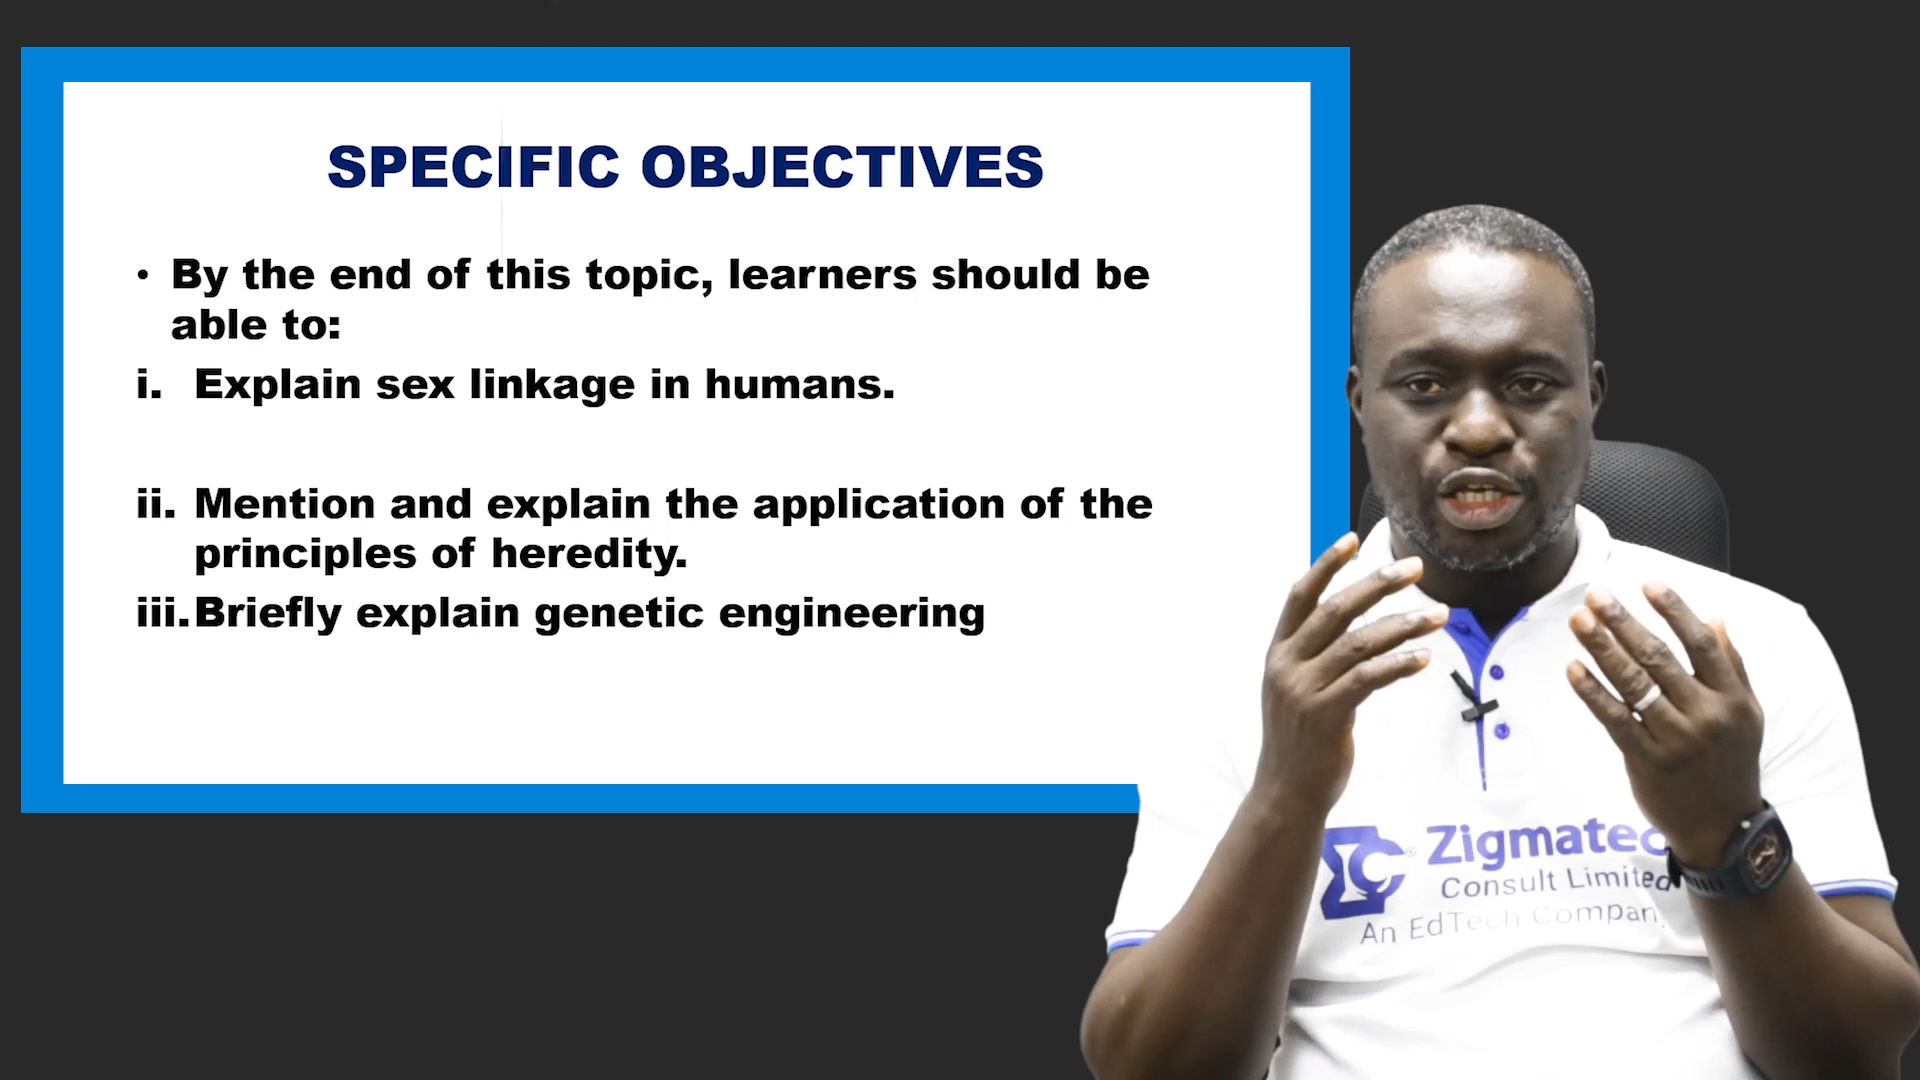 SPECIFIC OBJECTIVES
• By the end of this topic, learners should be
able to:
i. Explain sex linkage in humans.
ii. Mention and explain the application of the
principles of heredity.
iii. Briefly explain genetic engineering
Zigmatec
Consult Limited
An EdTech Compan